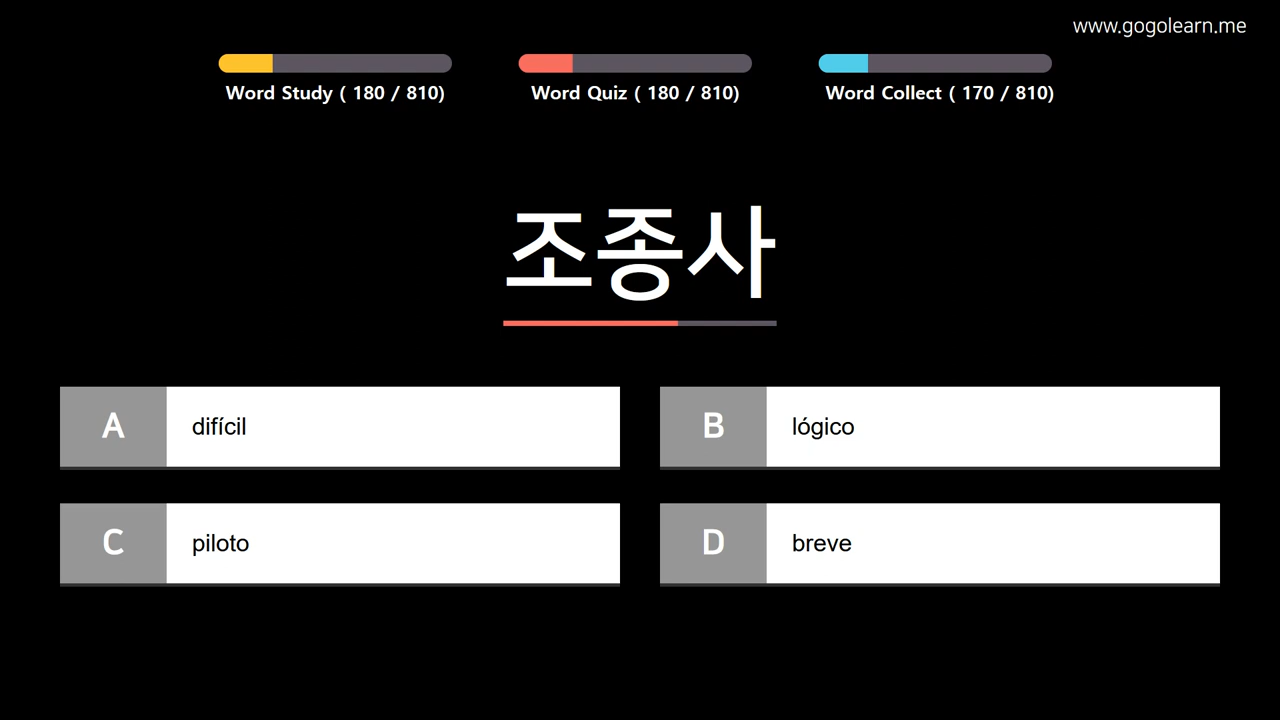 www.gogolearn.me
Word Study ( 180 / 810)
Word Quiz ( 180 / 810)
Word Collect ( 170 / 810)
조종사
A difícil
B lógico
C piloto
D breve